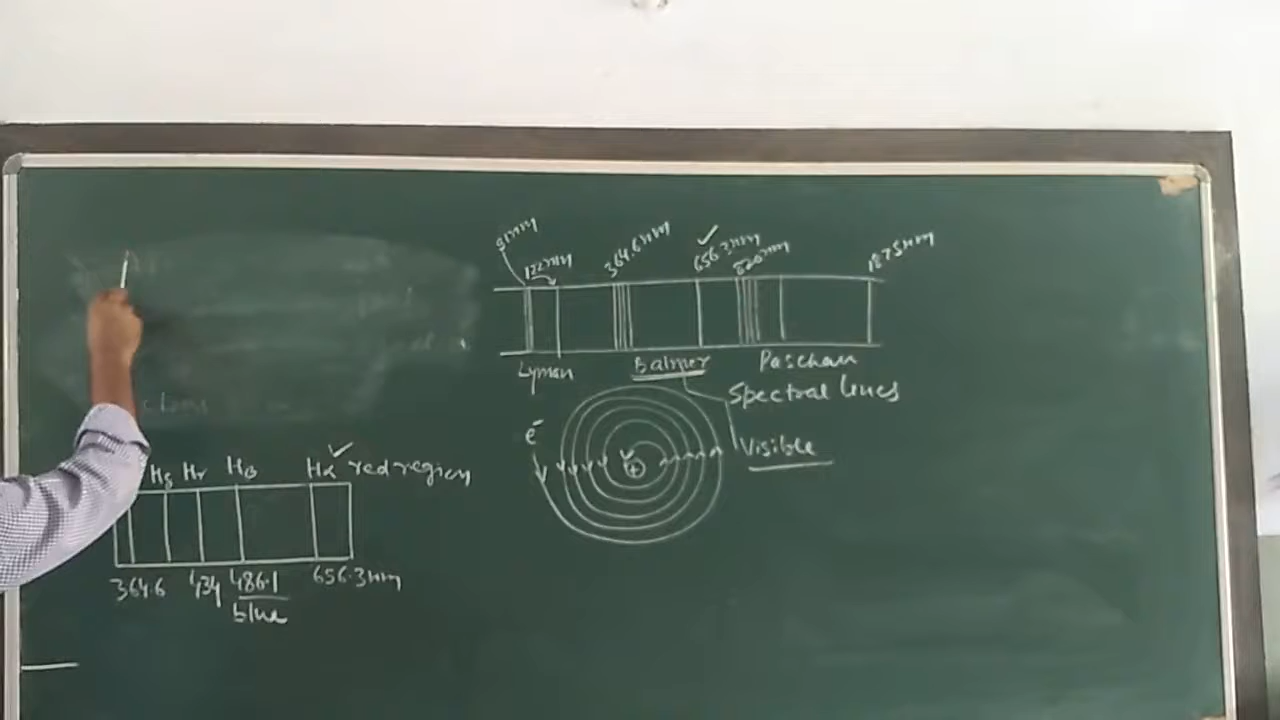 91nm
122nm
364.6nm
656.3nm
820nm
1875nm
Lyman
Balmer
Paschan
Spectral lines
Visible
e-
+
Hδ Hγ Hβ Hα red region
364.6 434 486.1 656.3nm
blue